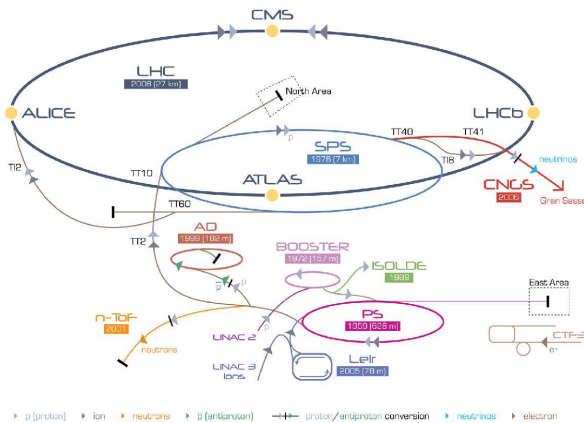 CMS
LHC
2008 (27 km)
North Area
ALICE
LHCb
TT40
TT41
SPS
1976 (7 km)
TI2
TT10
TI8
neutrinos
ATLAS
CNGS
2006
Gran Sasso
TT60
AD
1999 (182 m)
TT2
BOOSTER
1972 (157 m)
ISOLDE
1989
East Area
p
p
p̄
n-ToF
2001
PS
1959 (628 m)
CTF3
e-
neutrons
LINAC 2
p
LINAC 3
Ions
Leir
2005 (78 m)
p (proton)
ion
neutrons
p̄ (antiproton)
proton/antiproton conversion
neutrinos
electron